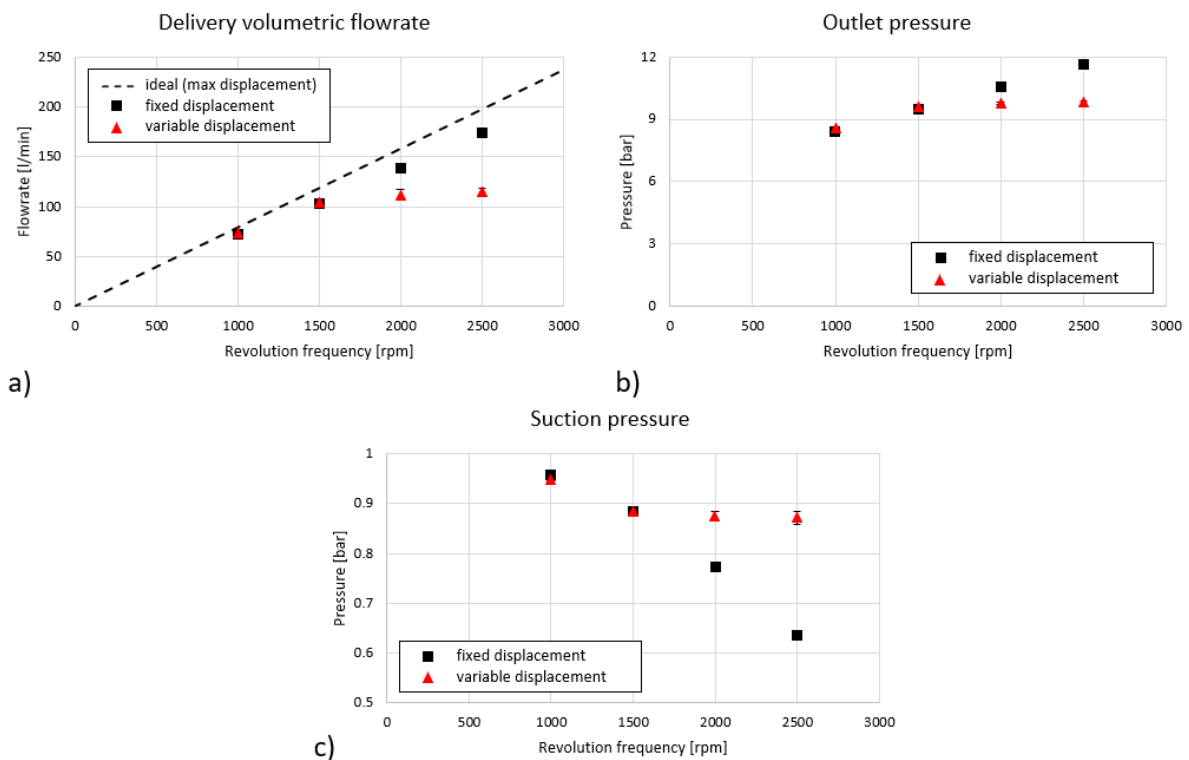 Delivery volumetric flowrate
250
200
150
100
50
0
Flowrate [l/min]
ideal (max displacement)
fixed displacement
variable displacement
0 500 1000 1500 2000 2500 3000
Revolution frequency [rpm]
a)
Outlet pressure
12
9
6
3
0
Pressure [bar]
fixed displacement
variable displacement
0 500 1000 1500 2000 2500 3000
Revolution frequency [rpm]
b)
Suction pressure
1
0.9
0.8
0.7
0.6
0.5
Pressure [bar]
fixed displacement
variable displacement
0 500 1000 1500 2000 2500 3000
Revolution frequency [rpm]
c)